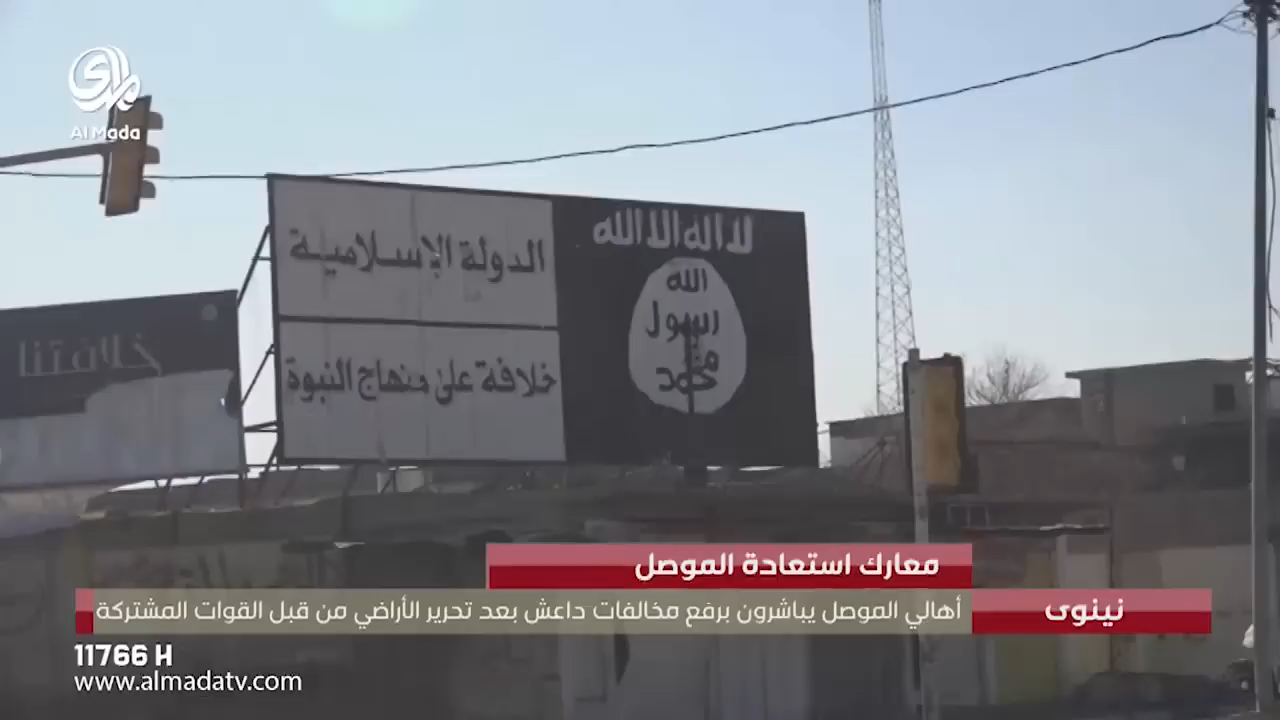 مدى
Al Mada
الدولة الإسلامية
خلافة على منهاج النبوة
لا اله الا الله
الله
رسول
محمد
خلافتنا
معارك استعادة الموصل
نينوى
أهالي الموصل يباشرون برفع مخالفات داعش بعد تحرير الأراضي من قبل القوات المشتركة
11766 H
www.almadatv.com